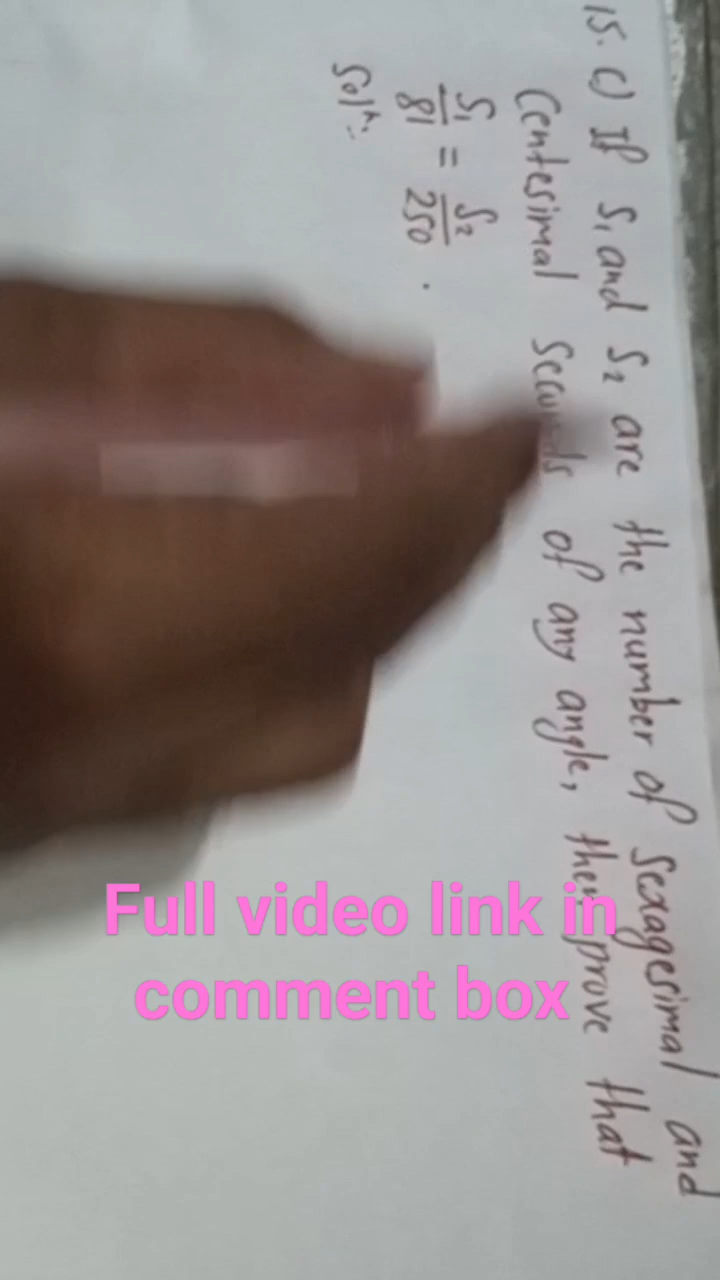 15. C) If S₁ and S₂ are the number of Sexagesimal and
Centesimal Seconds of any angle, then prove that
S₁/81 = S₂/250.
Solⁿ:
Full video link in
comment box